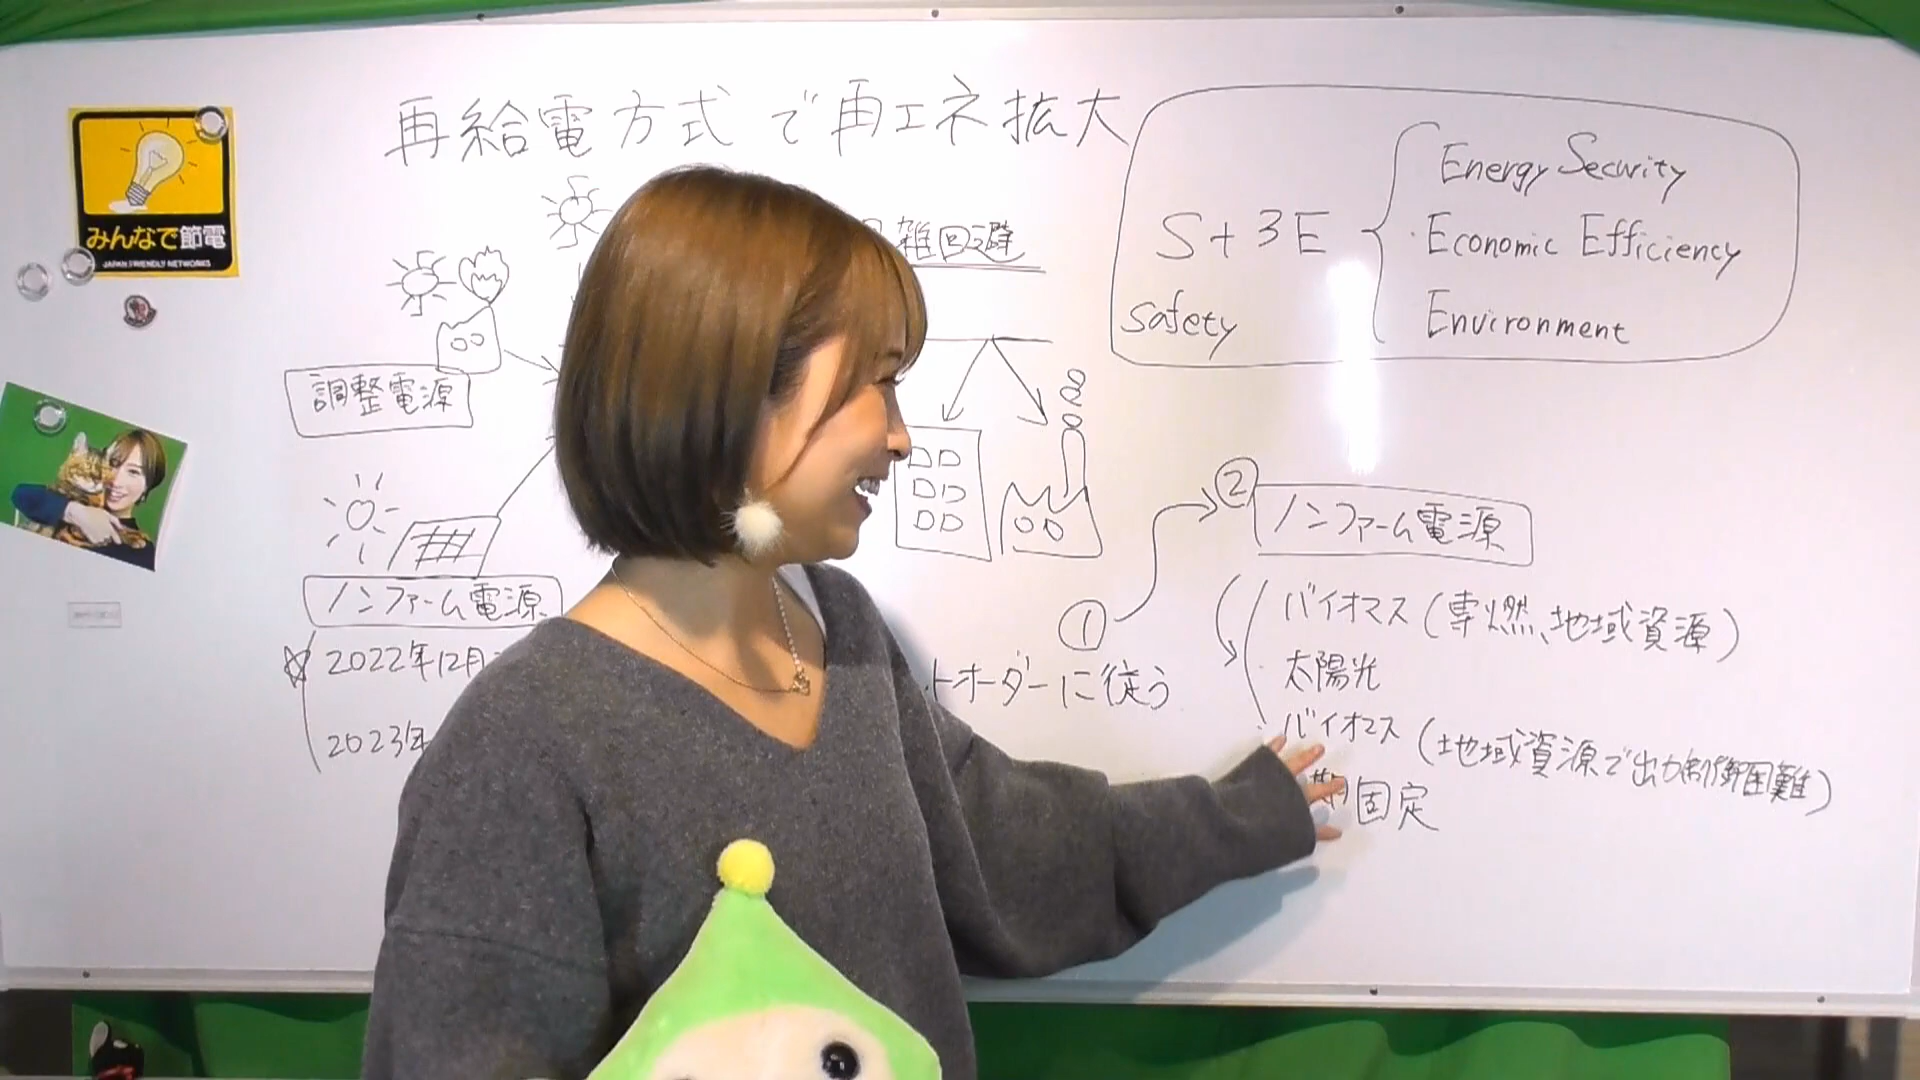 再給電方式で再エネ拡大
みんなで節電
JAPAN FRIENDLY NETWORKS
雑回避
調整電源
ノンファーム電源
2022年12月
2023年
S+3E
safety
Energy Security
Economic Efficiency
Environment
①
トオーダーに従う
②
ノンファーム電源
バイオマス(専燃、地域資源)
太陽光
バイオマス(地域資源で出力制御困難)
期固定